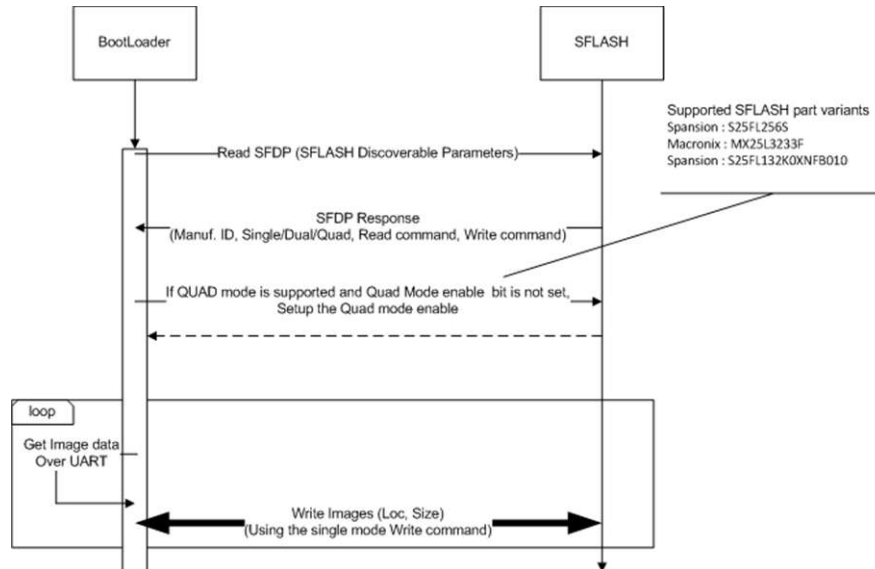 BootLoader
SFLASH
Supported SFLASH part variants
Spansion : S25FL256S
Macronix : MX25L3233F
Spansion : S25FL132K0XNFB010
Read SFDP (SFLASH Discoverable Parameters)
SFDP Response
(Manuf. ID, Single/Dual/Quad, Read command, Write command)
If QUAD mode is supported and Quad Mode enable bit is not set,
Setup the Quad mode enable
loop
Get Image data
Over UART
Write Images (Loc, Size)
(Using the single mode Write command)